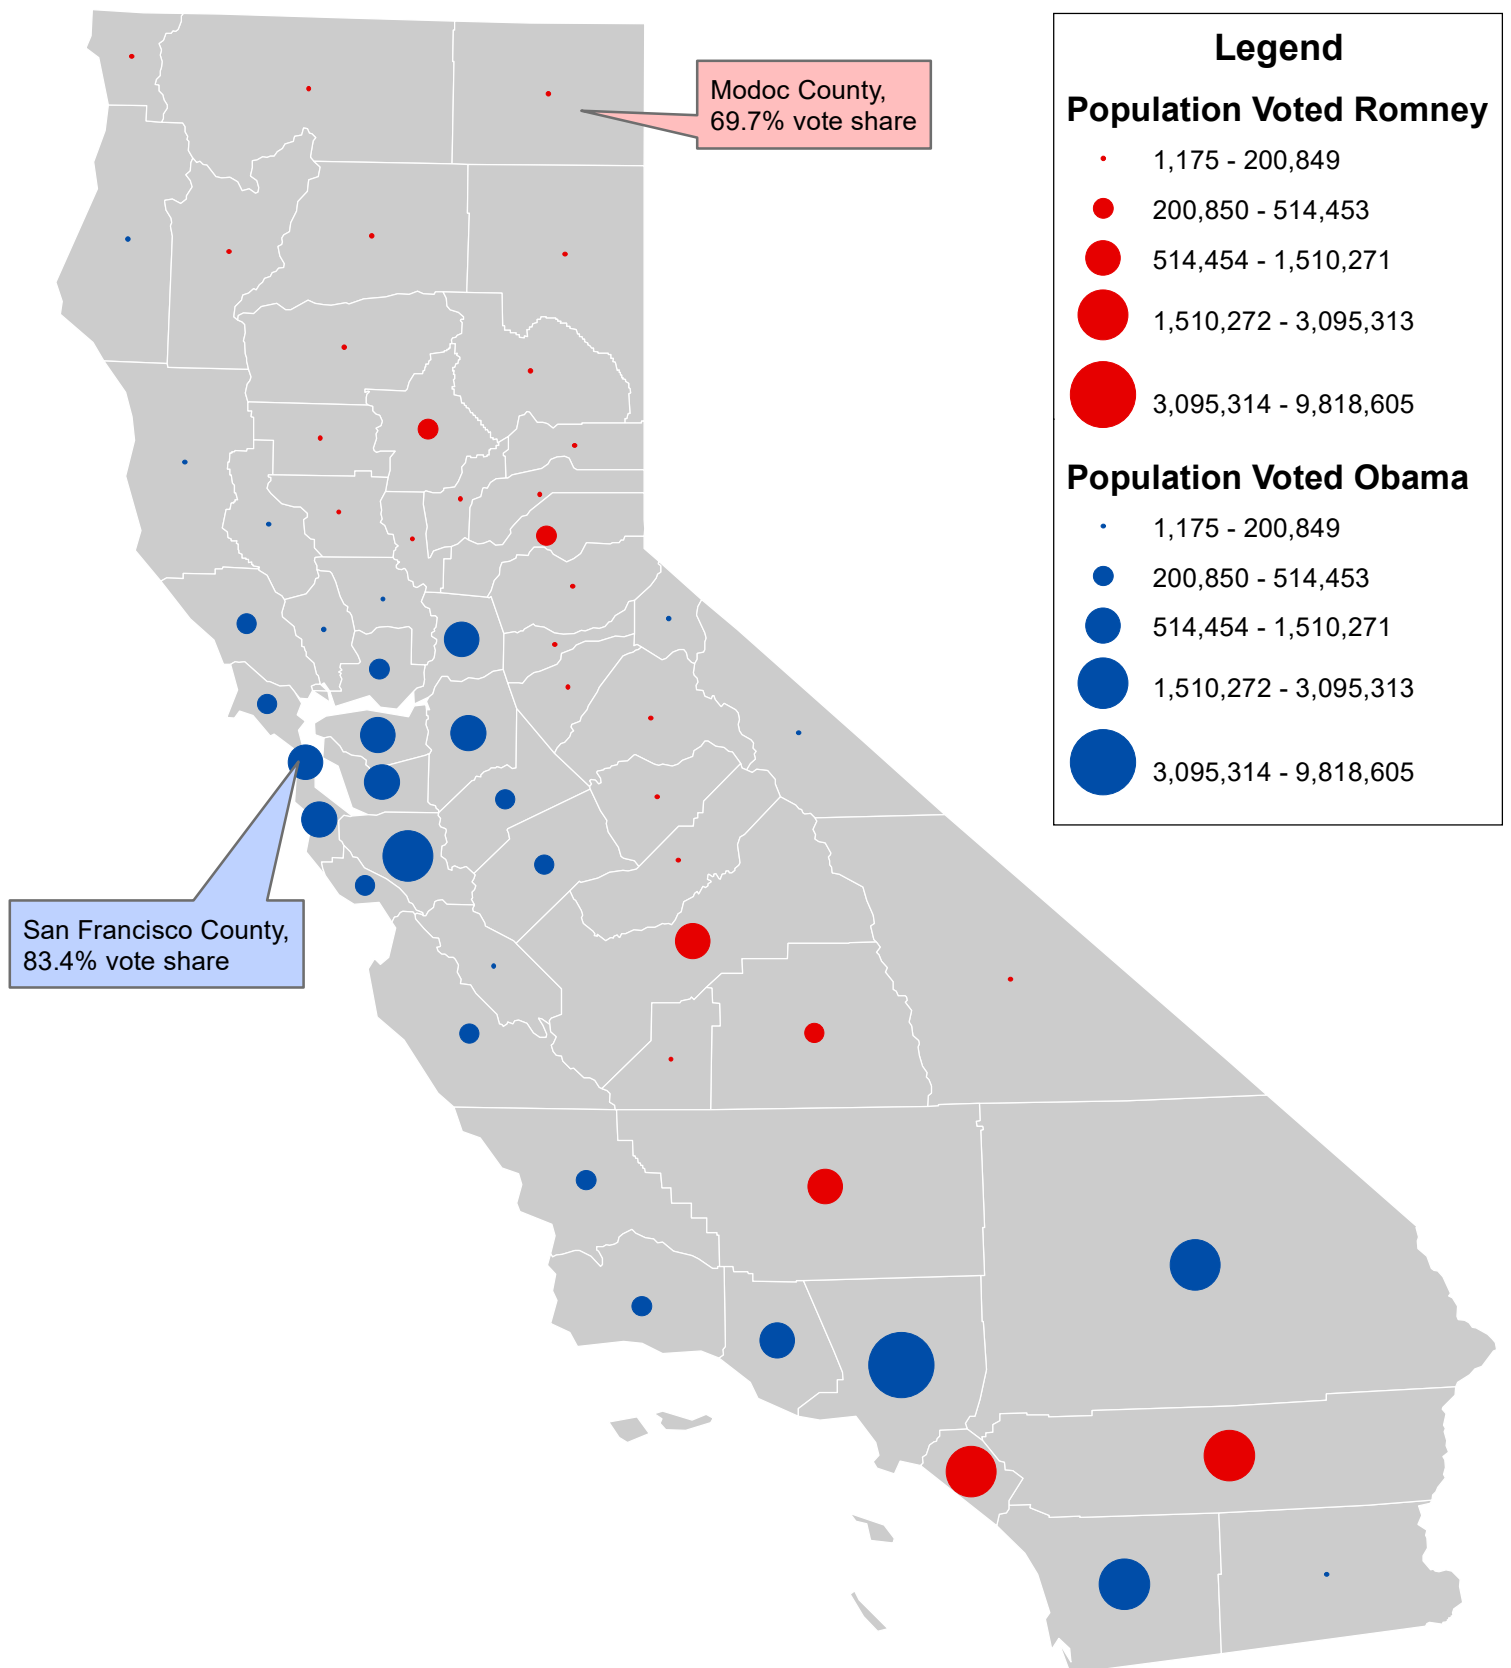 Modoc County,
69.7% vote share
San Francisco County,
83.4% vote share
Legend
Population Voted Romney
1,175 - 200,849
200,850 - 514,453
514,454 - 1,510,271
1,510,272 - 3,095,313
3,095,314 - 9,818,605
Population Voted Obama
1,175 - 200,849
200,850 - 514,453
514,454 - 1,510,271
1,510,272 - 3,095,313
3,095,314 - 9,818,605